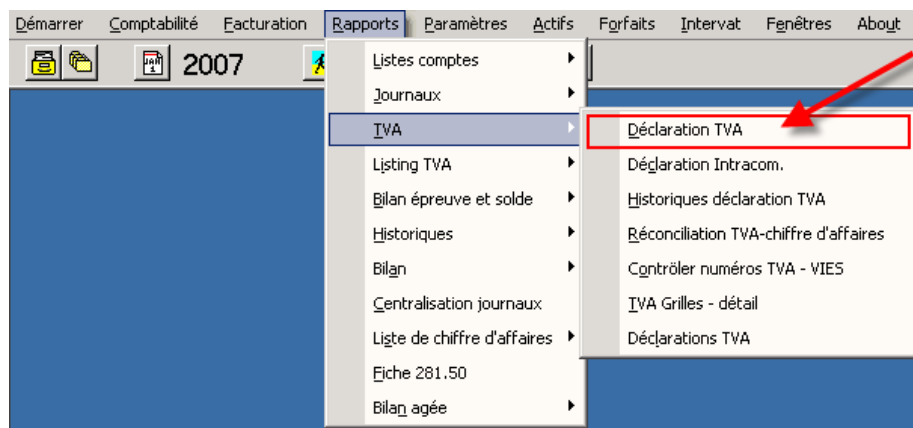 Démarrer Comptabilité Facturation Rapports Paramètres Actifs Forfaits Intervat Fenêtres About
2007
Listes comptes
Journaux
TVA
Listing TVA
Bilan épreuve et solde
Historiques
Bilan
Centralisation journaux
Liste de chiffre d'affaires
Fiche 281.50
Bilan agée
Déclaration TVA
Déclaration Intracom.
Historiques déclaration TVA
Réconciliation TVA-chiffre d'affaires
Contröler numéros TVA - VIES
TVA Grilles - détail
Déclarations TVA